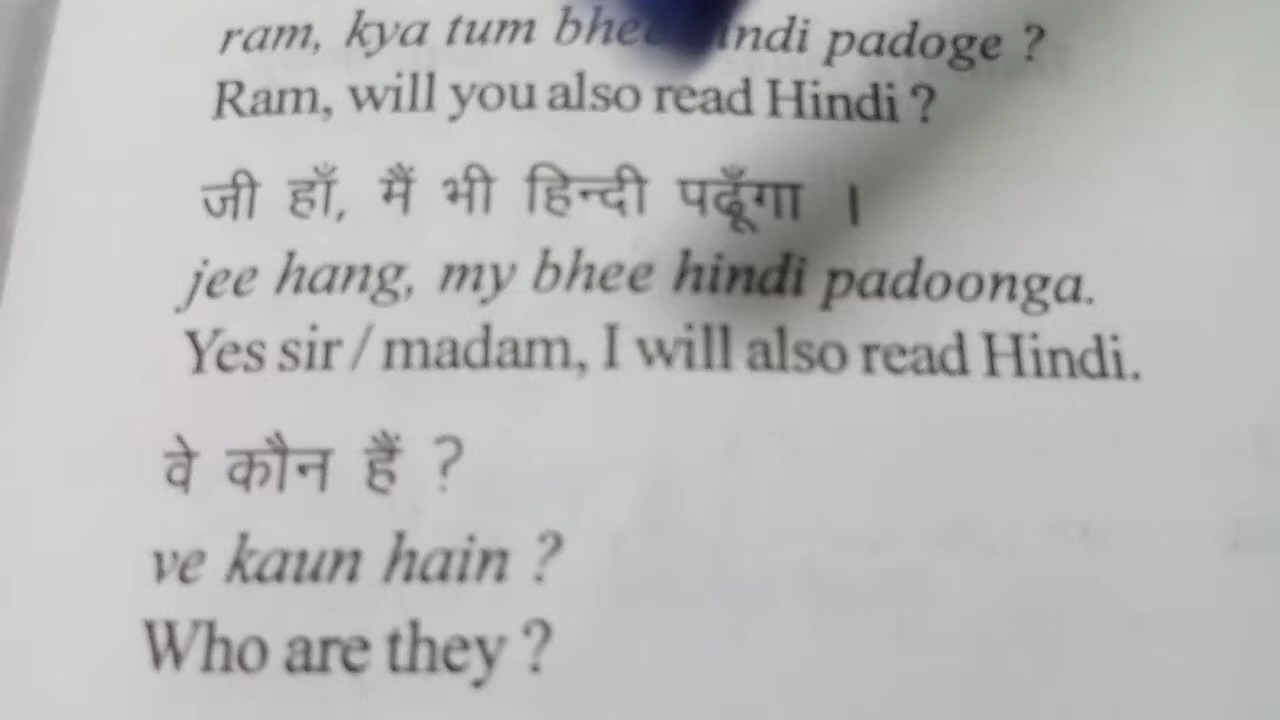 ram, kya tum bhee padoge ?
Ram, will you also read Hindi ?
जी हाँ, मैं भी हिन्दी पढूँगा ।
jee hang, my bhee hindi padoonga.
Yes sir / madam, I will also read Hindi.
वे कौन हैं ?
ve kaun hain ?
Who are they ?